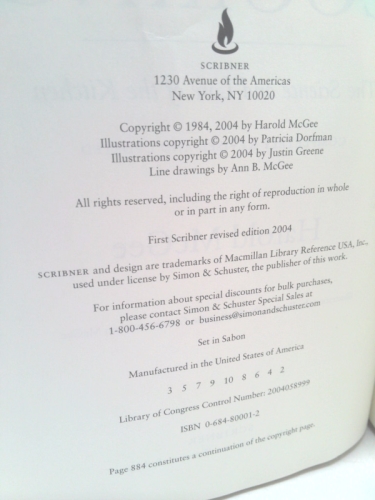 SCRIBNER
1230 Avenue of the Americas
New York, NY 10020
Copyright © 1984, 2004 by Harold McGee
Illustrations copyright © 2004 by Patricia Dorfman
Illustrations copyright © 2004 by Justin Greene
Line drawings by Ann B. McGee
All rights reserved, including the right of reproduction in whole
or in part in any form.
First Scribner revised edition 2004
SCRIBNER and design are trademarks of Macmillan Library Reference USA, Inc.,
used under license by Simon & Schuster, the publisher of this work.
For information about special discounts for bulk purchases,
please contact Simon & Schuster Special Sales at
1-800-456-6798 or business@simonandschuster.com
Set in Sabon
Manufactured in the United States of America
3 5 7 9 10 8 6 4 2
Library of Congress Control Number: 2004058999
ISBN 0-684-80001-2
Page 884 constitutes a continuation of the copyright page.